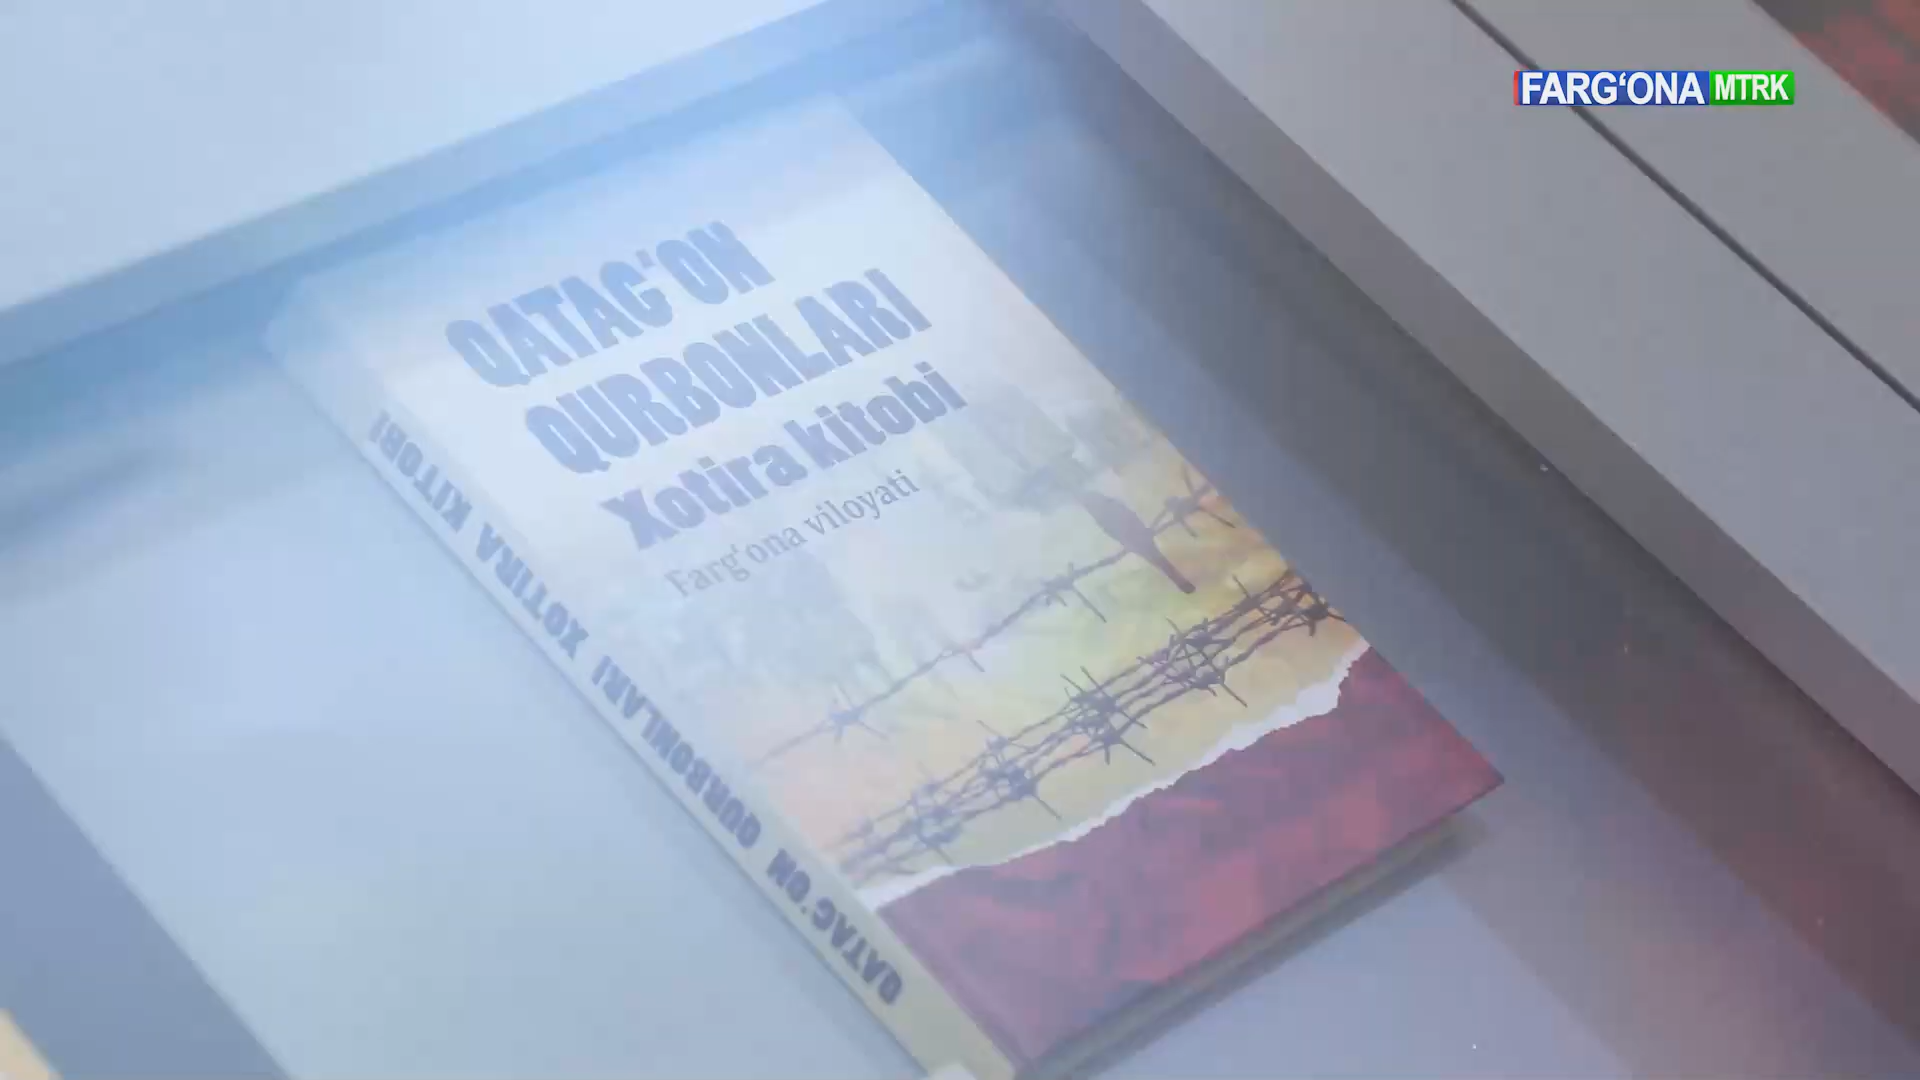 FARG‘ONA MTRK
QATAG‘ON
QURBONLARI
Xotira kitobi
Farg‘ona viloyati
QATAG‘ON QURBONLARI XOTIRA KITOBI